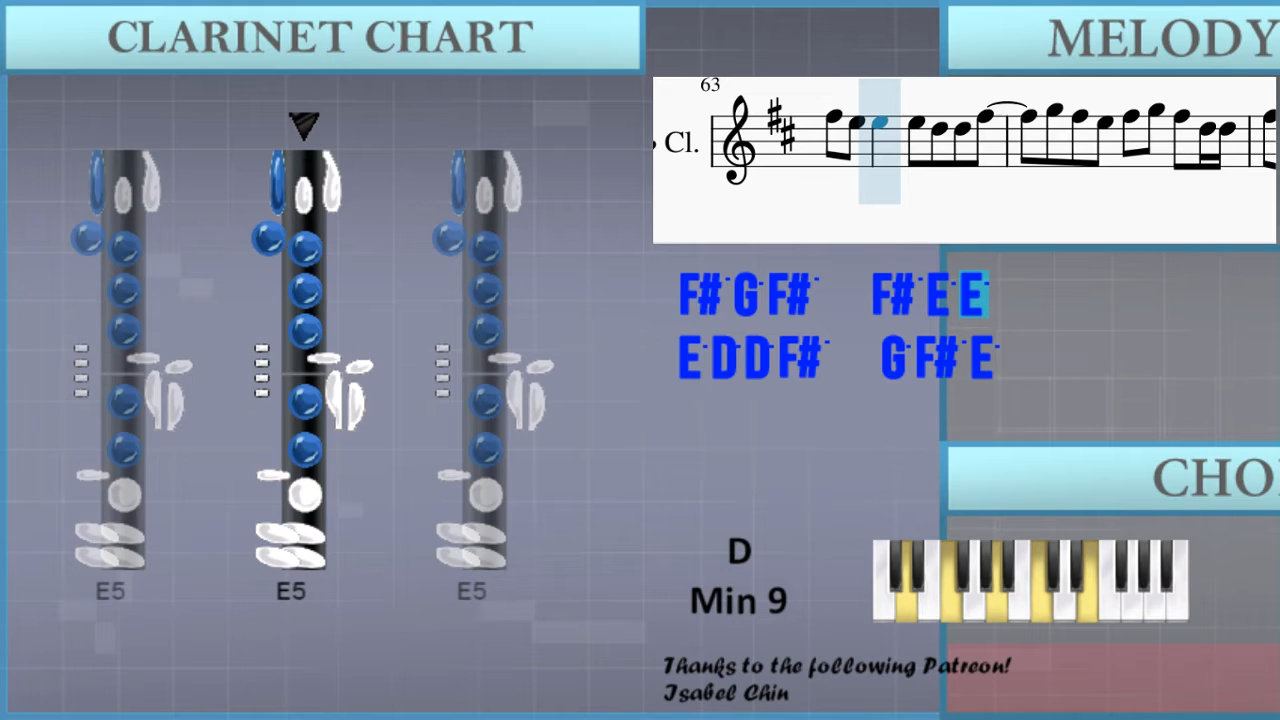 CLARINET CHART
MELODY
63
Cl.
F#·G·F#· F#·E·E·
E·D·D·F#· G·F#·E·
E5 E5 E5
CHO
D
Min 9
Thanks to the following Patreon!
Isabel Chin